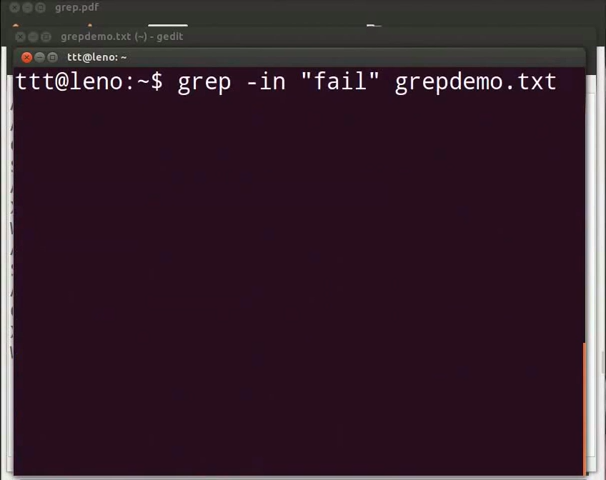 grep.pdf
grepdemo.txt (~) - gedit
ttt@leno: ~
ttt@leno:~$ grep -in "fail" grepdemo.txt